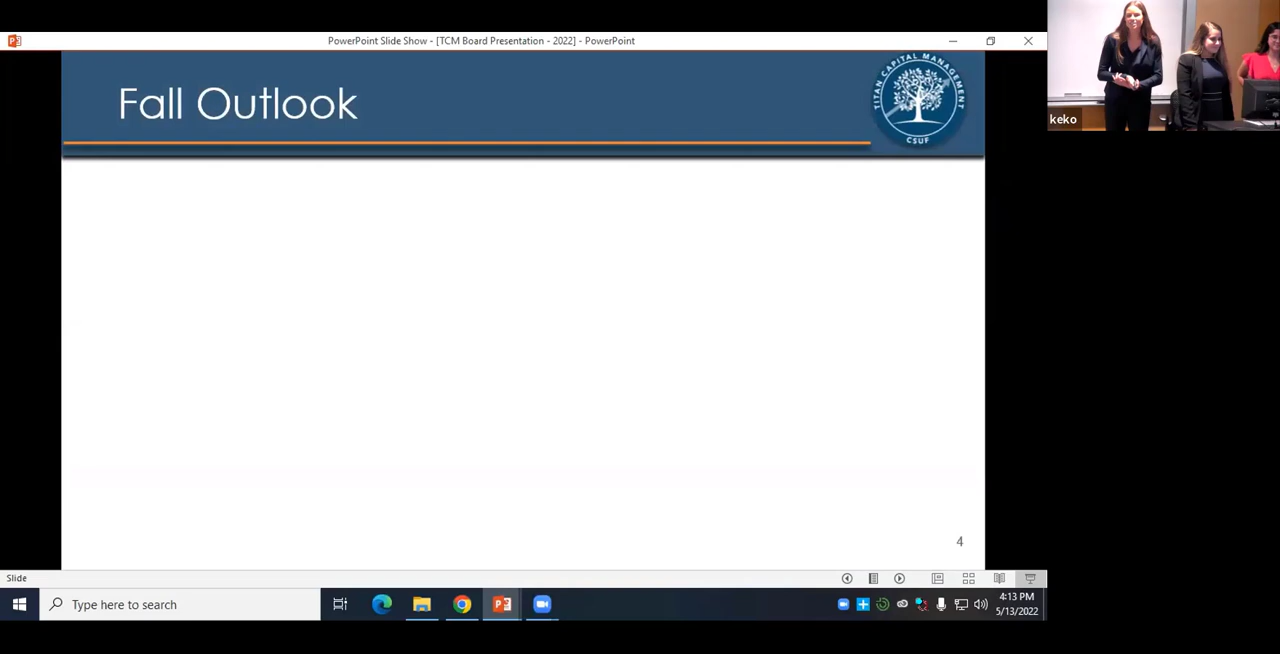 PowerPoint Slide Show - [TCM Board Presentation - 2022] - PowerPoint
Fall Outlook
TITAN CAPITAL MANAGEMENT
CSUF
keko
4
Slide
Type here to search
4:13 PM
5/13/2022